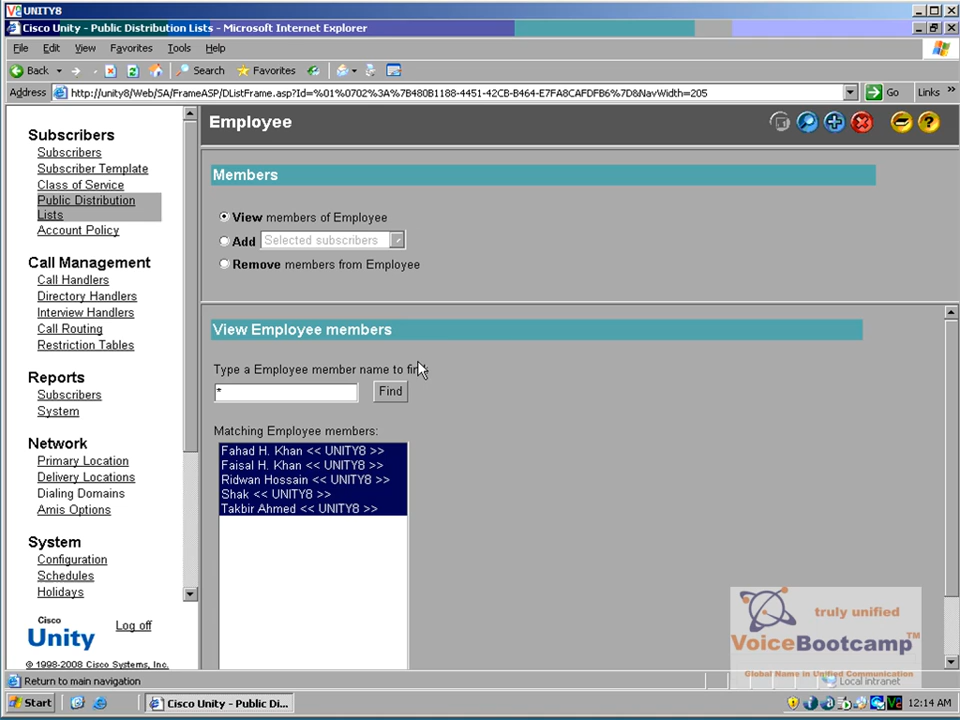 UNITY8
Cisco Unity - Public Distribution Lists - Microsoft Internet Explorer
File Edit View Favorites Tools Help
Back Search Favorites
Address http://unity8/Web/SA/FrameASP/DListFrame.asp?Id=%01%0702%3A%7B480B1188-4451-42CB-B464-E7FA8CAFDFB6%7D&NavWidth=205 Go Links »
Subscribers
Subscribers
Subscriber Template
Class of Service
Public Distribution
Lists
Account Policy
Call Management
Call Handlers
Directory Handlers
Interview Handlers
Call Routing
Restriction Tables
Reports
Subscribers
System
Network
Primary Location
Delivery Locations
Dialing Domains
Amis Options
System
Configuration
Schedules
Holidays
Cisco
Unity
Log off
© 1998-2008 Cisco Systems, Inc.
Employee
Members
View members of Employee
Add Selected subscribers
Remove members from Employee
View Employee members
Type a Employee member name to find:
* Find
Matching Employee members:
Fahad H. Khan << UNITY8 >>
Faisal H. Khan << UNITY8 >>
Ridwan Hossain << UNITY8 >>
Shak << UNITY8 >>
Takbir Ahmed << UNITY8 >>
truly unified
VoiceBootcamp™
Global Name in Unified Communication
Return to main navigation
Local intranet
Start
Cisco Unity - Public Di...
12:14 AM